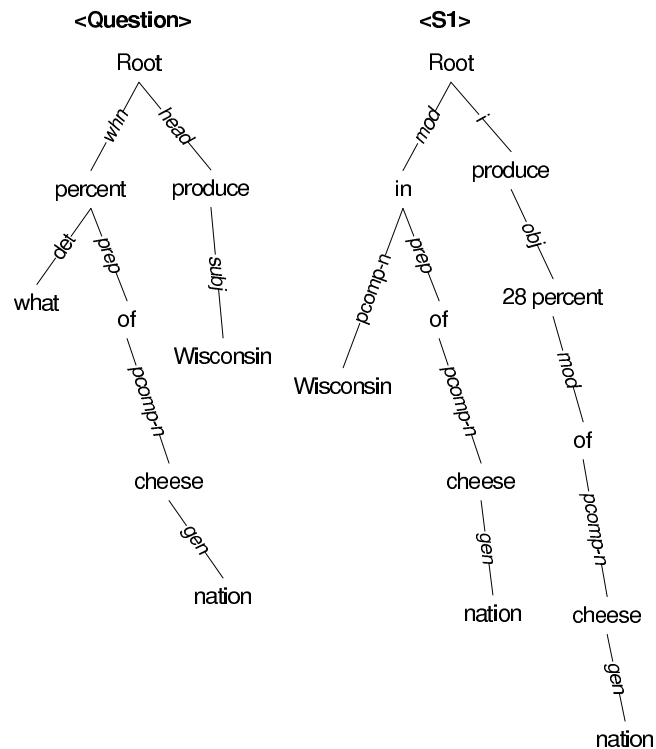 <Question>
Root
whn
head
percent
produce
det
prep
subj
what
of
Wisconsin
pcomp-n
cheese
gen
nation
<S1>
Root
mod
i
in
produce
pcomp-n
prep
obj
Wisconsin
of
28 percent
pcomp-n
mod
cheese
of
gen
pcomp-n
nation
cheese
gen
nation